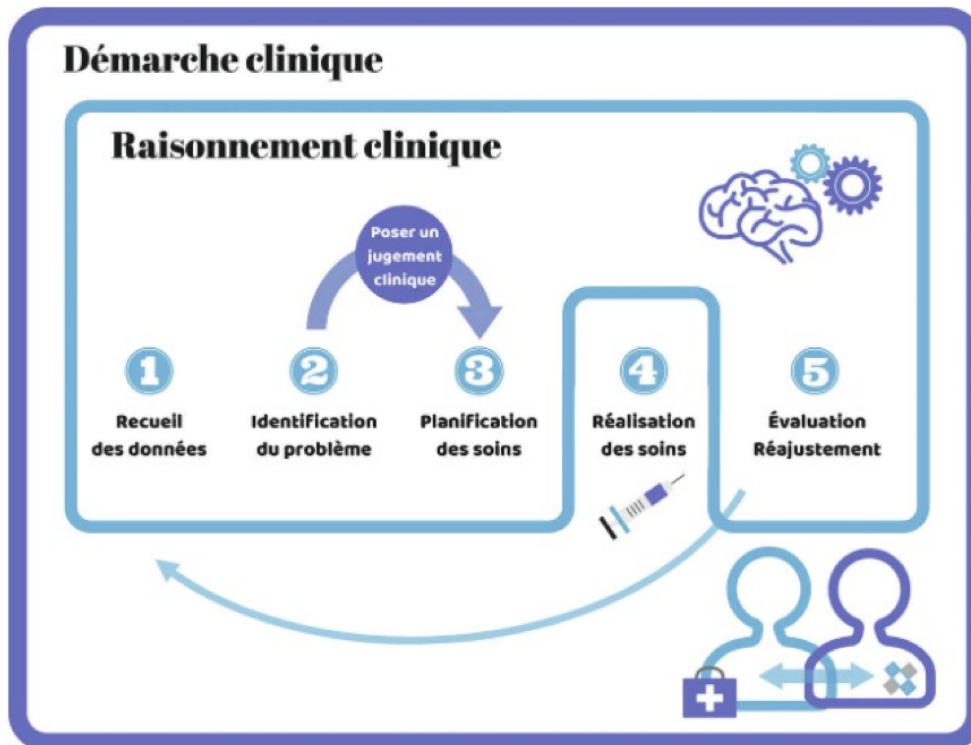 Démarche clinique
Raisonnement clinique
Poser un
jugement
clinique
1
Recueil
des données
2
Identification
du problème
3
Planification
des soins
4
Réalisation
des soins
5
Évaluation
Réajustement